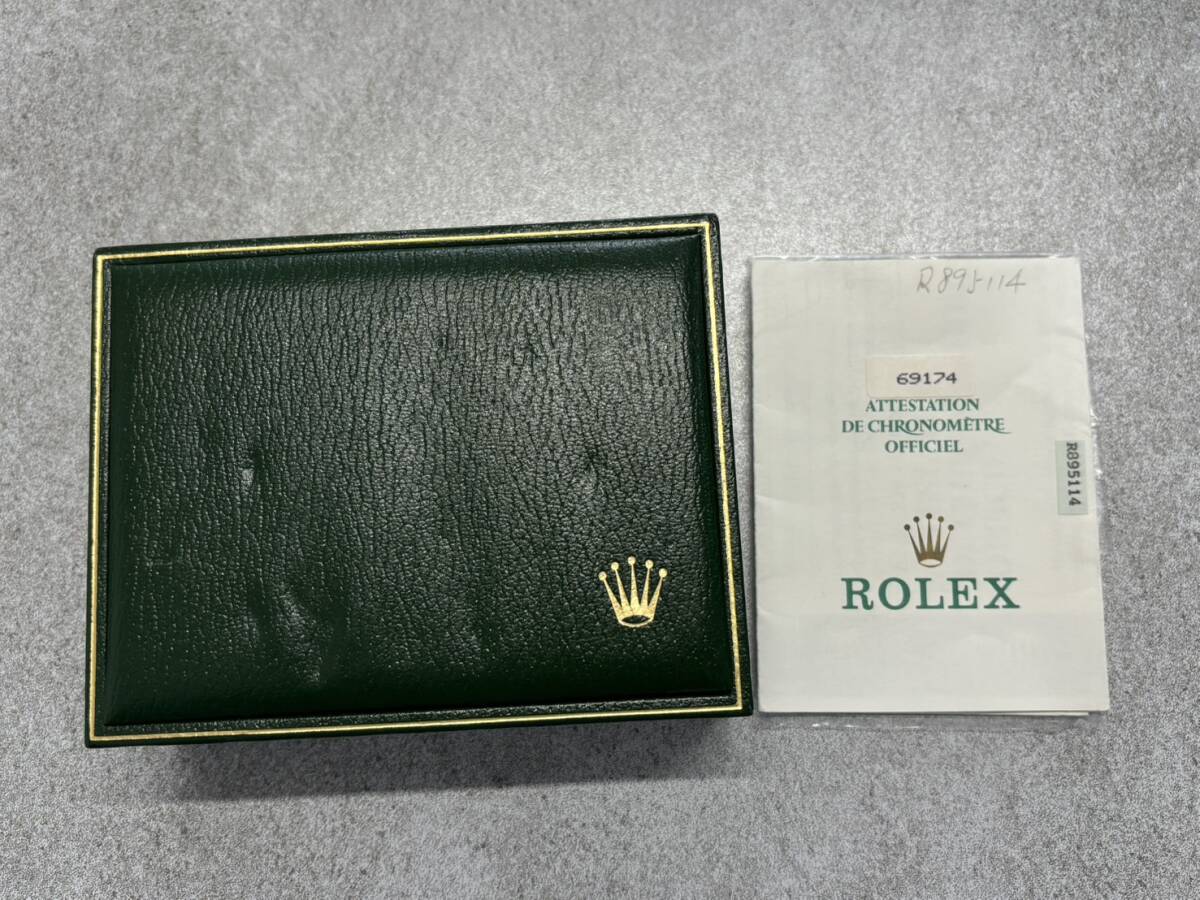 R895114
69174
ATTESTATION
DE CHRONOMÈTRE
OFFICIEL
R895114
ROLEX